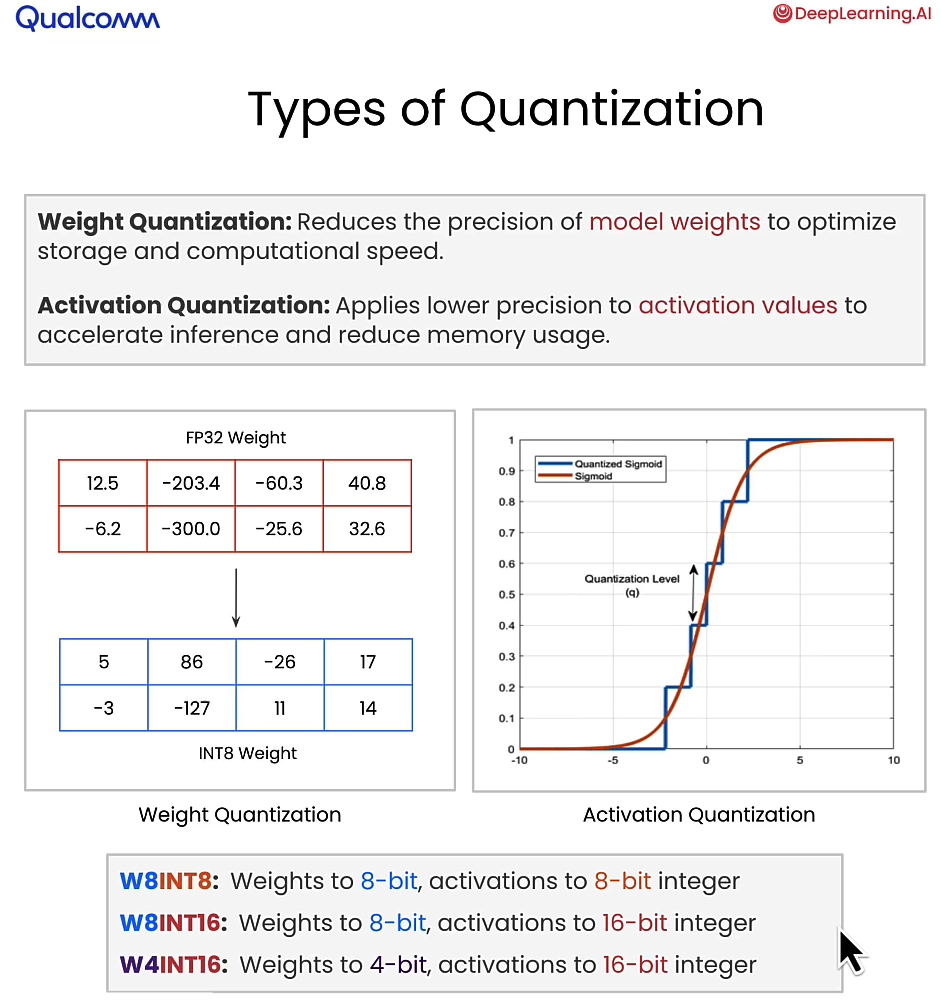 Qualcomm
DeepLearning.AI
Types of Quantization
Weight Quantization: Reduces the precision of model weights to optimize
storage and computational speed.
Activation Quantization: Applies lower precision to activation values to
accelerate inference and reduce memory usage.
FP32 Weight
12.5 -203.4 -60.3 40.8
-6.2 -300.0 -25.6 32.6
5 86 -26 17
-3 -127 11 14
INT8 Weight
Weight Quantization
1
0.9
0.8
0.7
0.6
0.5
0.4
0.3
0.2
0.1
0
Quantized Sigmoid
Sigmoid
Quantization Level
(q)
-10 -5 0 5 10
Activation Quantization
W8INT8: Weights to 8-bit, activations to 8-bit integer
W8INT16: Weights to 8-bit, activations to 16-bit integer
W4INT16: Weights to 4-bit, activations to 16-bit integer